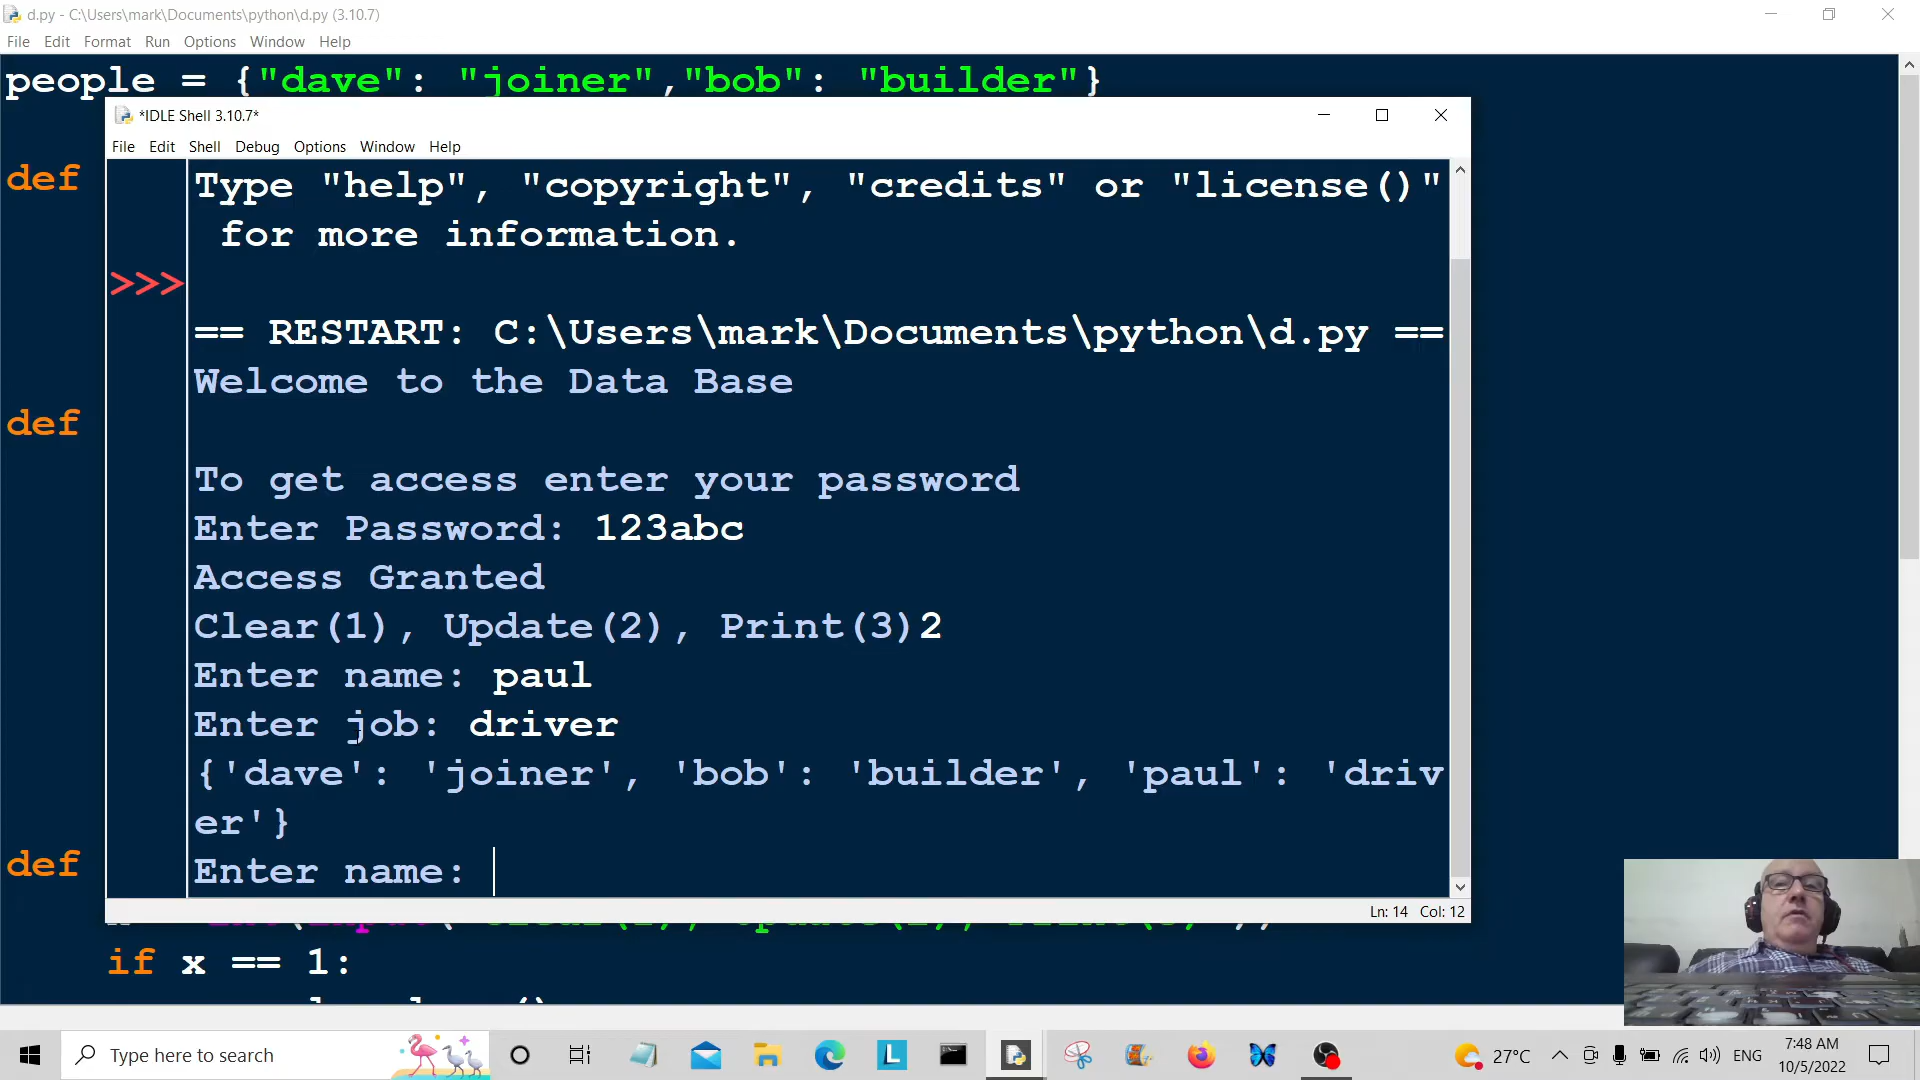 d.py - C:\Users\mark\Documents\python\d.py (3.10.7)
File Edit Format Run Options Window Help
people = {"dave": "joiner","bob": "builder"}
*IDLE Shell 3.10.7*
File Edit Shell Debug Options Window Help
def
Type "help", "copyright", "credits" or "license()"
for more information.
>>>
== RESTART: C:\Users\mark\Documents\python\d.py ==
Welcome to the Data Base
def
To get access enter your password
Enter Password: 123abc
Access Granted
Clear(1), Update(2), Print(3)2
Enter name: paul
Enter job: driver
{'dave': 'joiner', 'bob': 'builder', 'paul': 'driv
er'}
def
Enter name:
Ln: 14 Col: 12
if x == 1:
Type here to search
27°C
ENG
7:48 AM
10/5/2022